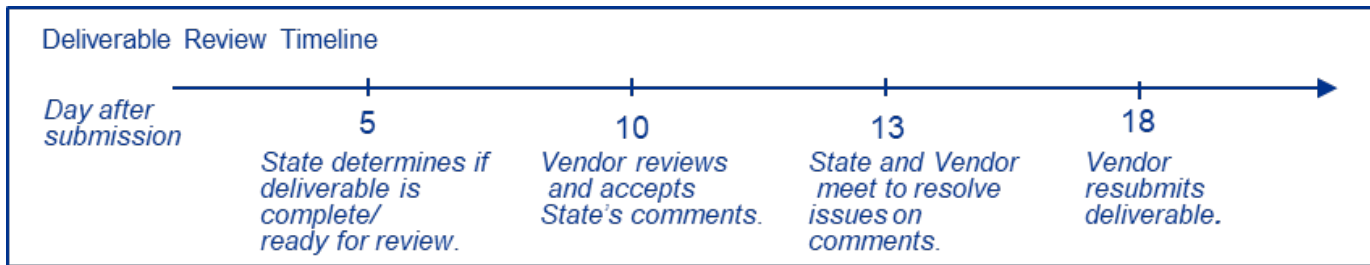 Deliverable Review Timeline
Day after
submission
5
10
13
18
State determines if
deliverable is
complete/
ready for review.
Vendor reviews
and accepts
State's comments.
State and Vendor
meet to resolve
issues on
comments.
Vendor
resubmits
deliverable.